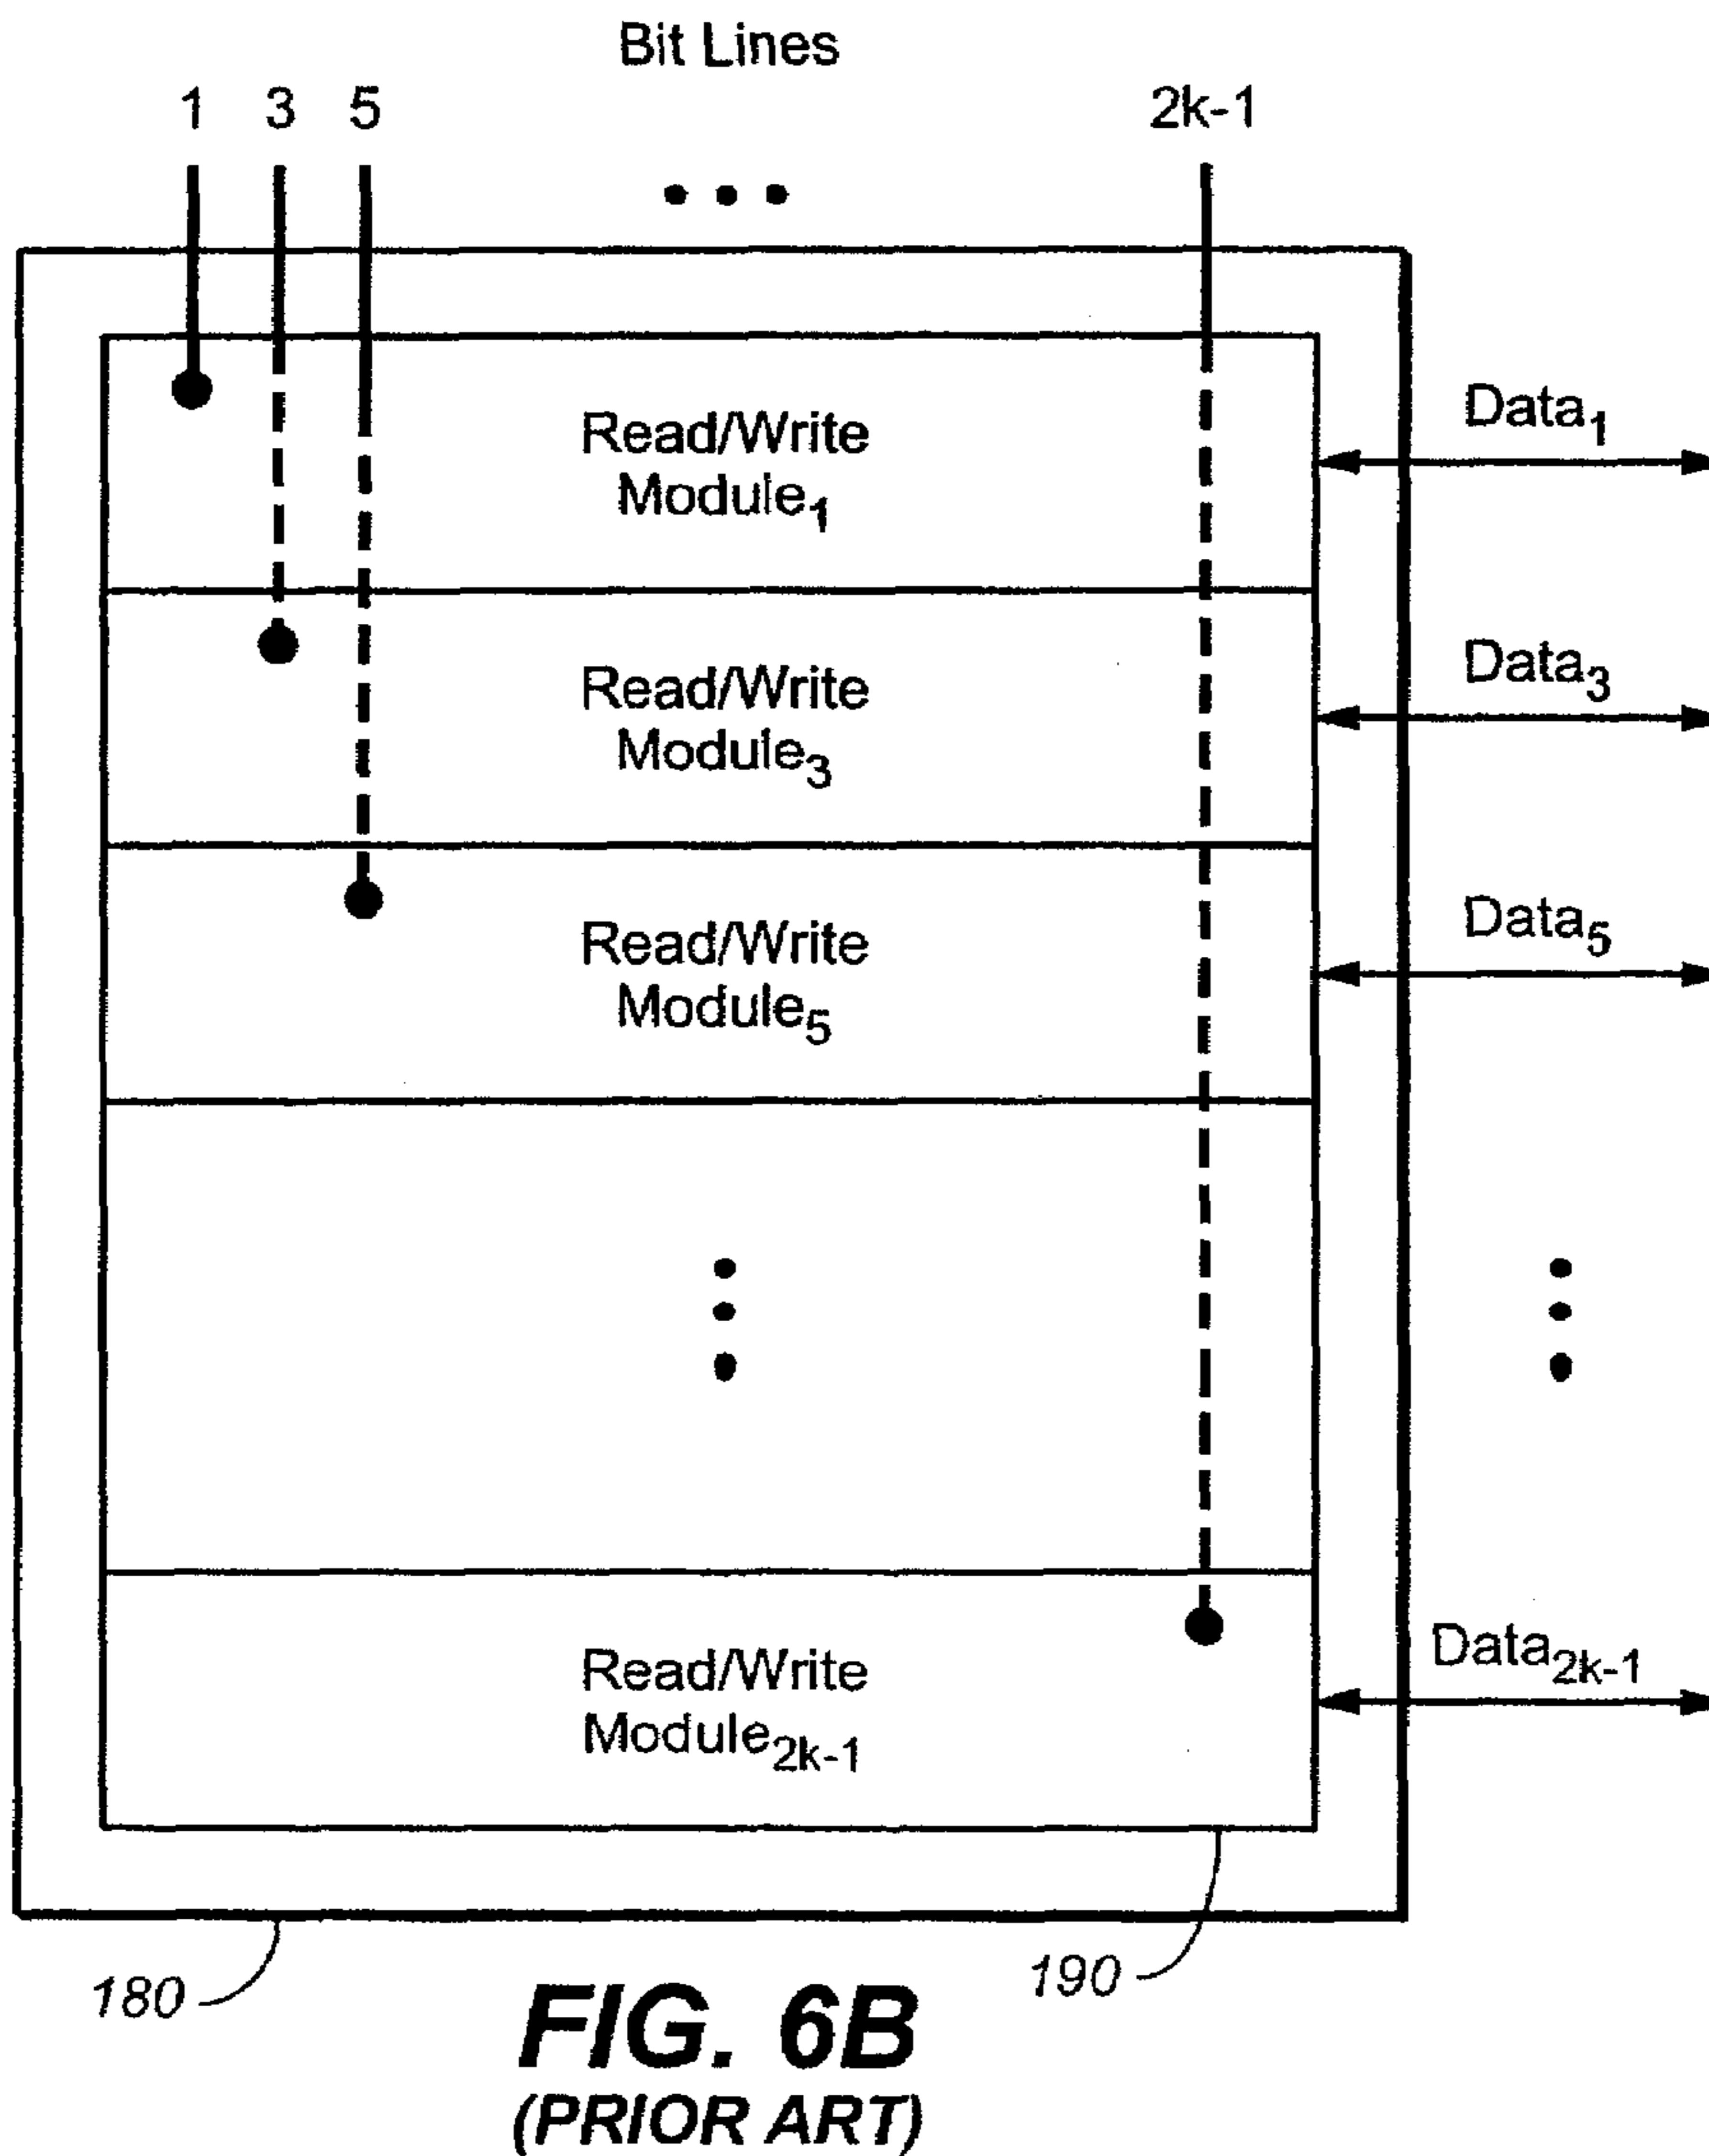 Bit Lines
1 3 5 2k-1
• • •
Read/Write
Module₁
Data₁
Read/Write
Module₃
Data₃
Read/Write
Module₅
Data₅
Read/Write
Module₂ₖ₋₁
Data₂ₖ₋₁
180
190
FIG. 6B
(PRIOR ART)